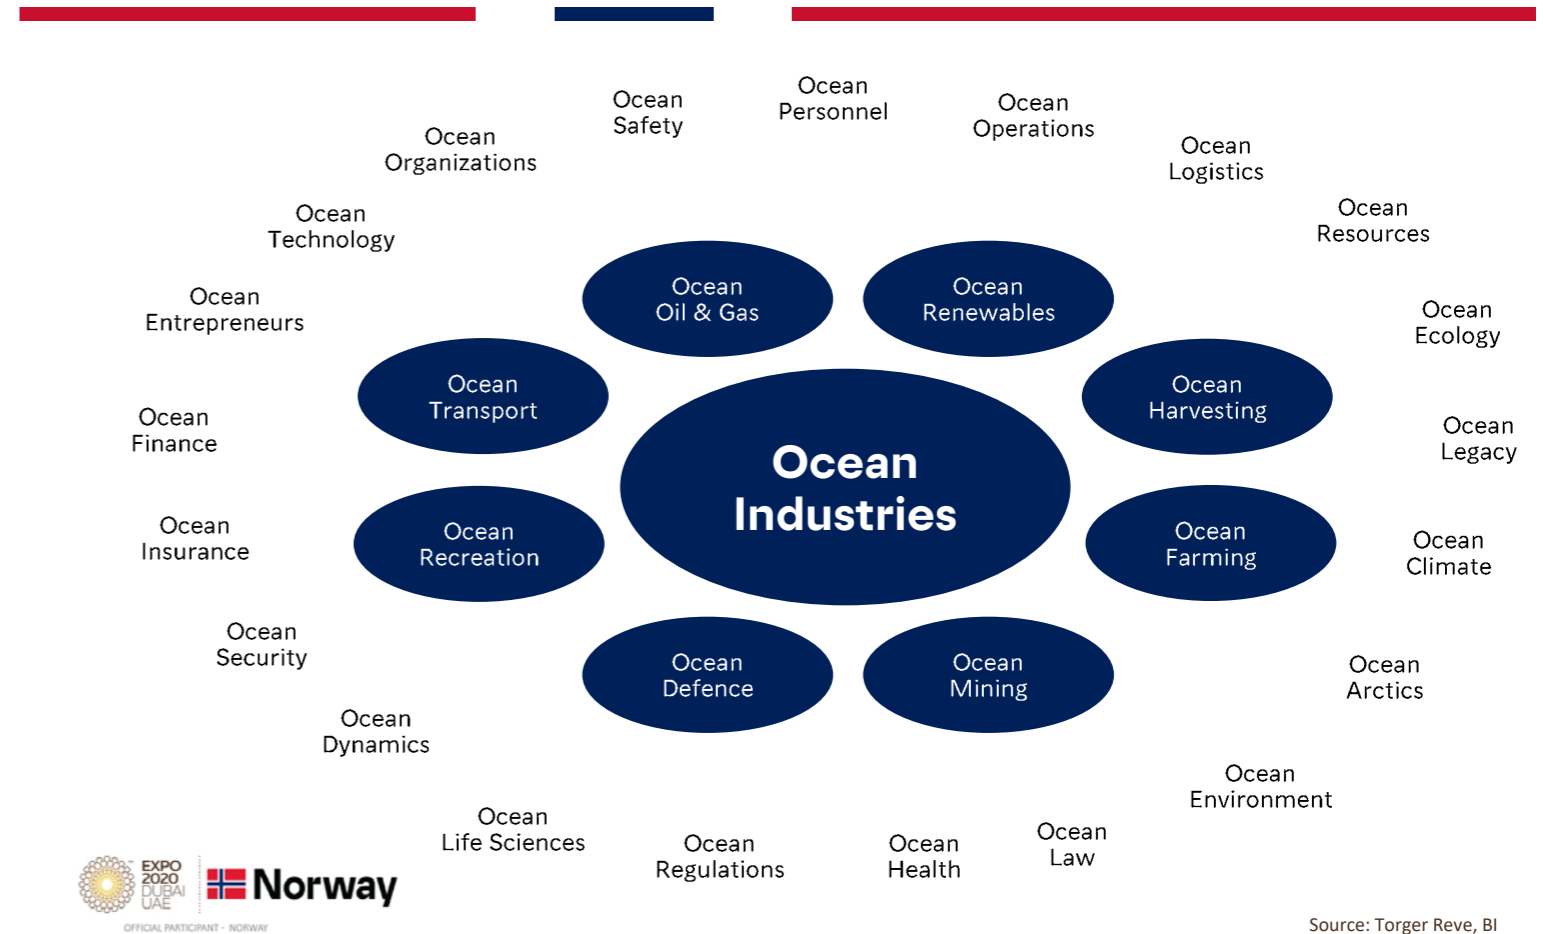 Ocean
Safety
Ocean
Personnel
Ocean
Operations
Ocean
Organizations
Ocean
Logistics
Ocean
Technology
Ocean
Resources
Ocean
Entrepreneurs
Ocean
Oil & Gas
Ocean
Renewables
Ocean
Ecology
Ocean
Transport
Ocean
Harvesting
Ocean
Finance
Ocean
Industries
Ocean
Legacy
Ocean
Insurance
Ocean
Recreation
Ocean
Farming
Ocean
Climate
Ocean
Security
Ocean
Defence
Ocean
Mining
Ocean
Arctics
Ocean
Dynamics
Ocean
Environment
Ocean
Life Sciences
Ocean
Regulations
Ocean
Health
Ocean
Law
EXPO
2020
DUBAI
UAE
Norway
OFFICIAL PARTICIPANT - NORWAY
Source: Torger Reve, BI